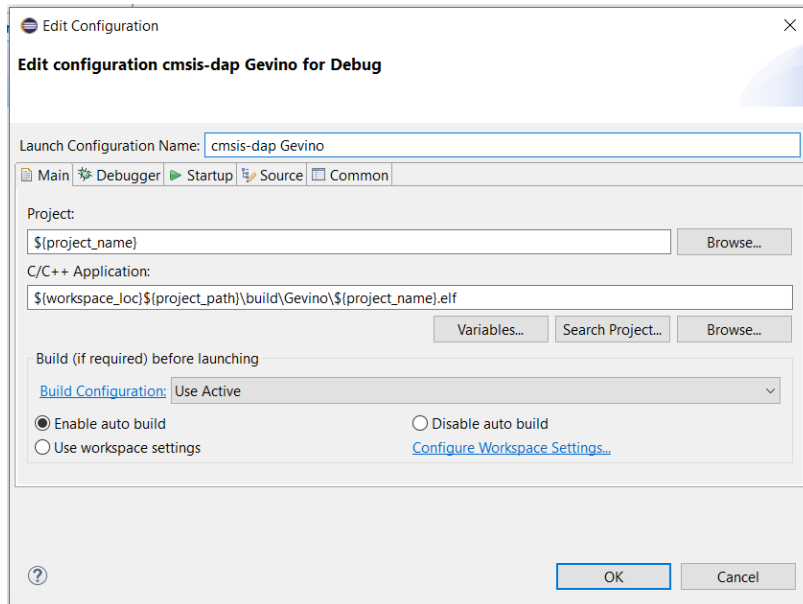 Edit Configuration
Edit configuration cmsis-dap Gevino for Debug
Launch Configuration Name: cmsis-dap Gevino
Main Debugger Startup Source Common
Project:
${project_name}
Browse...
C/C++ Application:
${workspace_loc}${project_path}\build\Gevino\${project_name}.elf
Variables... Search Project... Browse...
Build (if required) before launching
Build Configuration: Use Active
Enable auto build Disable auto build
Use workspace settings Configure Workspace Settings...
OK Cancel